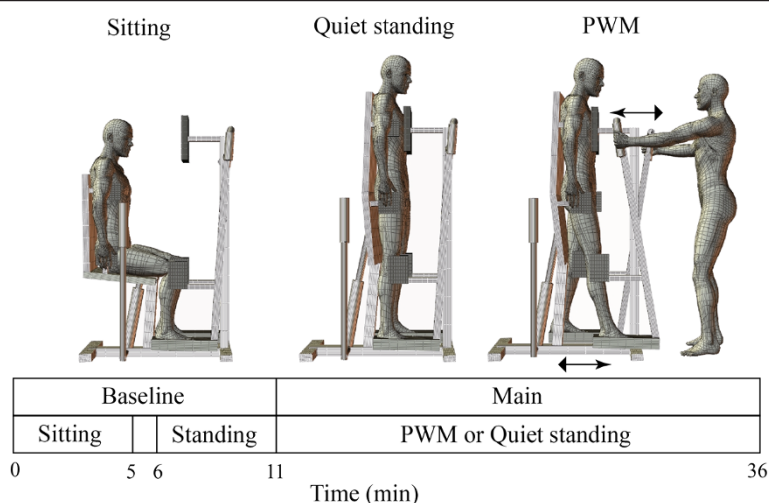 Sitting Quiet standing PWM
Baseline Main
Sitting Standing PWM or Quiet standing
0 5 6 11 36
Time (min)